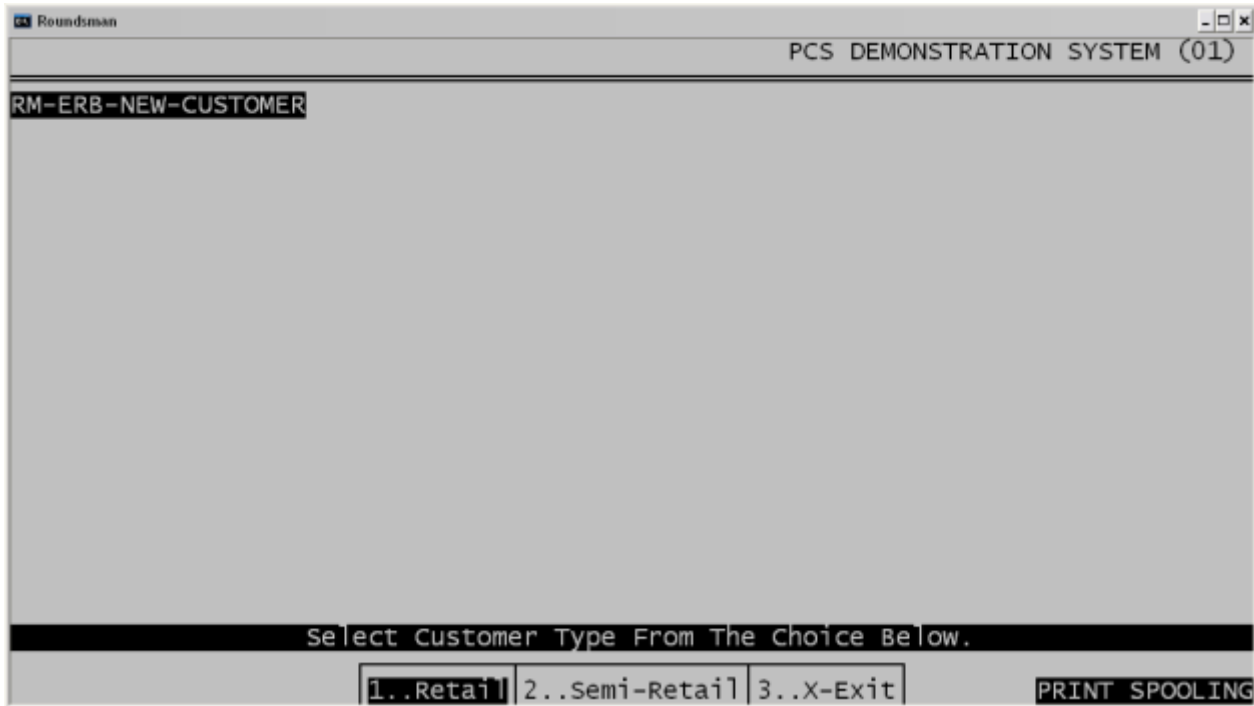 Roundsman
PCS DEMONSTRATION SYSTEM (01)
RM-ERB-NEW-CUSTOMER
Select Customer Type From The Choice Below.
1..Retail 2..Semi-Retail 3..X-Exit PRINT SPOOLING